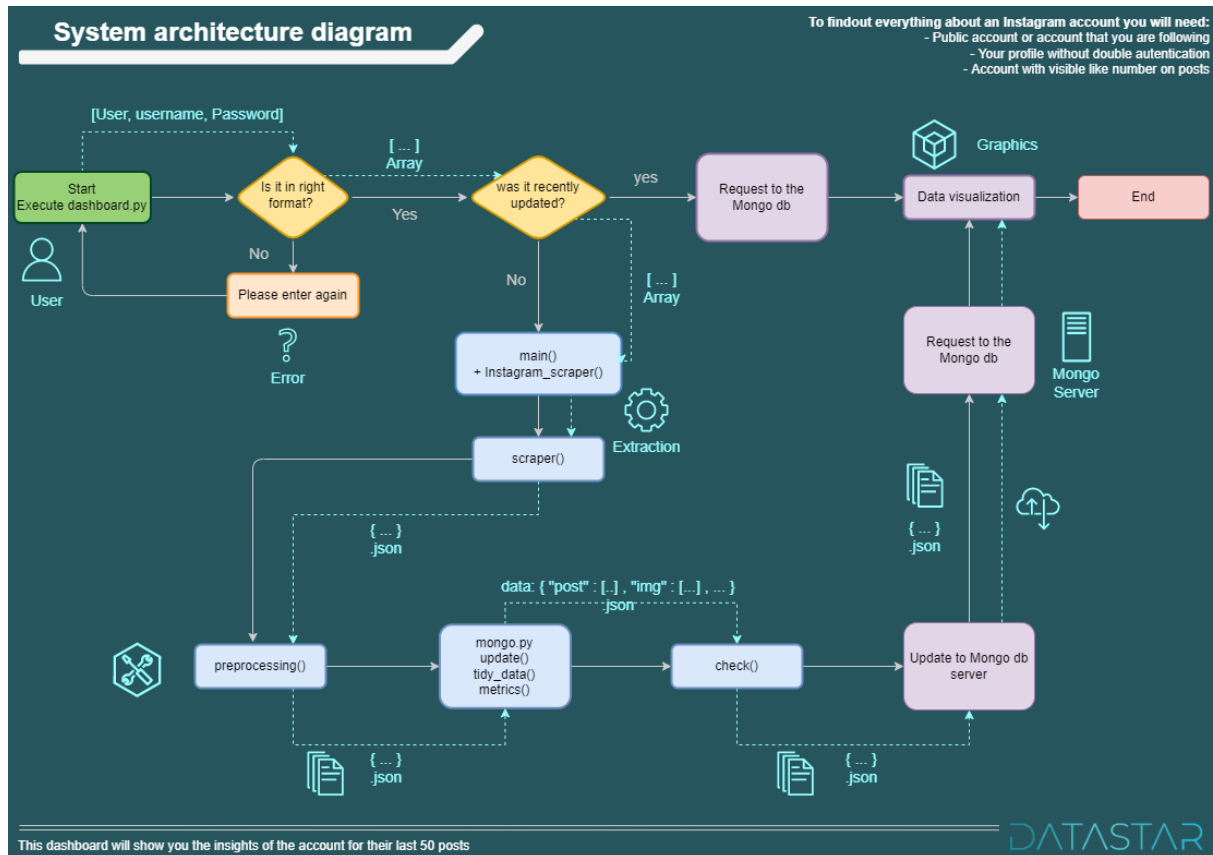 System architecture diagram
To findout everything about an Instagram account you will need:
- Public account or account that you are following
- Your profile without double autentication
- Account with visible like number on posts
[User, username, Password]
[ ... ]
Array
Graphics
Start
Execute dashboard.py
Is it in right
format?
Yes
was it recently
updated?
yes
Request to the
Mongo db
Data visualization
End
User
No
Please enter again
Error
No
[ ... ]
Array
main()
+ Instagram_scraper()
Extraction
Request to the
Mongo db
Mongo
Server
scraper()
{ ... }
.json
{ ... }
.json
data: { "post" : [..] , "img" : [...] , ... }
.json
preprocessing()
mongo.py
update()
tidy_data()
metrics()
check()
Update to Mongo db
server
{ ... }
.json
{ ... }
.json
This dashboard will show you the insights of the account for their last 50 posts
DATASTAR